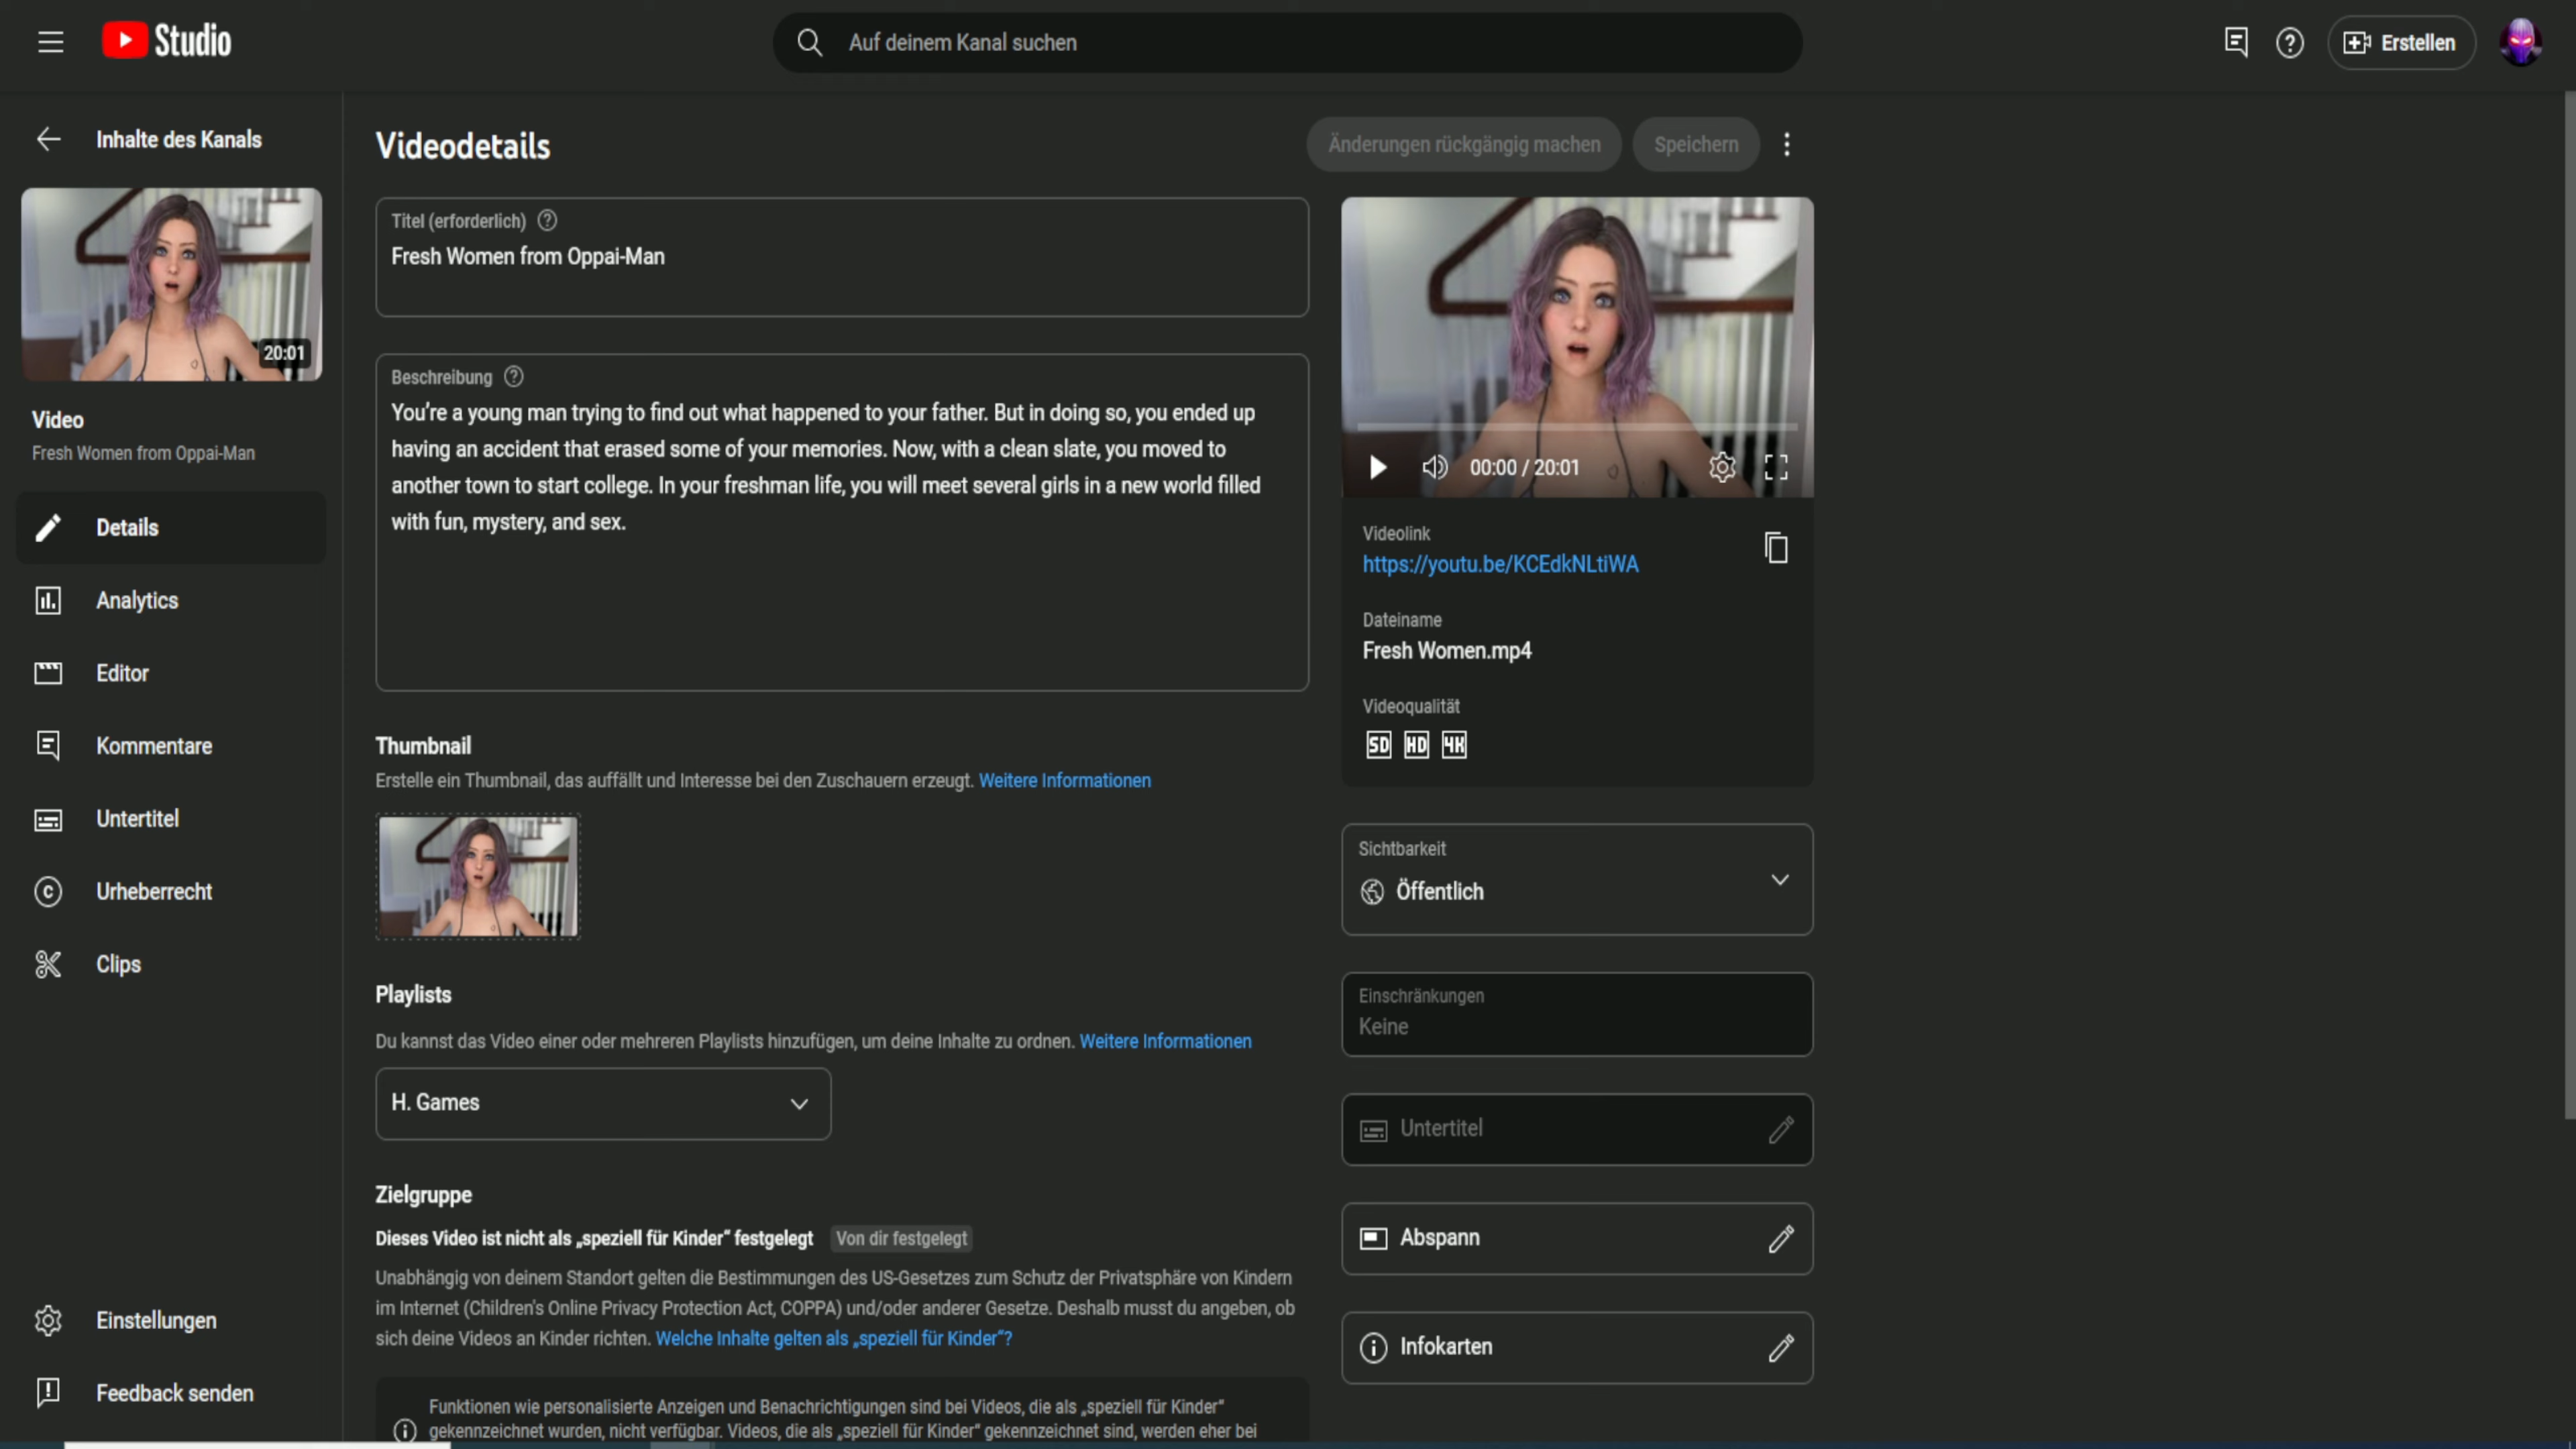 Studio
Auf deinem Kanal suchen
Erstellen
Inhalte des Kanals
20:01
Video
Fresh Women from Oppai-Man
Details
Analytics
Editor
Kommentare
Untertitel
Urheberrecht
Clips
Einstellungen
Feedback senden
Videodetails
Änderungen rückgängig machen
Speichern
Titel (erforderlich)
Fresh Women from Oppai-Man
Beschreibung
You're a young man trying to find out what happened to your father. But in doing so, you ended up
having an accident that erased some of your memories. Now, with a clean slate, you moved to
another town to start college. In your freshman life, you will meet several girls in a new world filled
with fun, mystery, and sex.
Thumbnail
Erstelle ein Thumbnail, das auffällt und Interesse bei den Zuschauern erzeugt. Weitere Informationen
Playlists
Du kannst das Video einer oder mehreren Playlists hinzufügen, um deine Inhalte zu ordnen. Weitere Informationen
H. Games
Zielgruppe
Dieses Video ist nicht als „speziell für Kinder“ festgelegt Von dir festgelegt
Unabhängig von deinem Standort gelten die Bestimmungen des US-Gesetzes zum Schutz der Privatsphäre von Kindern
im Internet (Children's Online Privacy Protection Act, COPPA) und/oder anderer Gesetze. Deshalb musst du angeben, ob
sich deine Videos an Kinder richten. Welche Inhalte gelten als „speziell für Kinder“?
Funktionen wie personalisierte Anzeigen und Benachrichtigungen sind bei Videos, die als „speziell für Kinder“
gekennzeichnet wurden, nicht verfügbar. Videos, die als „speziell für Kinder“ gekennzeichnet sind, werden eher bei
00:00 / 20:01
Videolink
https://youtu.be/KCEdkNLtiWA
Dateiname
Fresh Women.mp4
Videoqualität
SD HD 4K
Sichtbarkeit
Öffentlich
Einschränkungen
Keine
Untertitel
Abspann
Infokarten